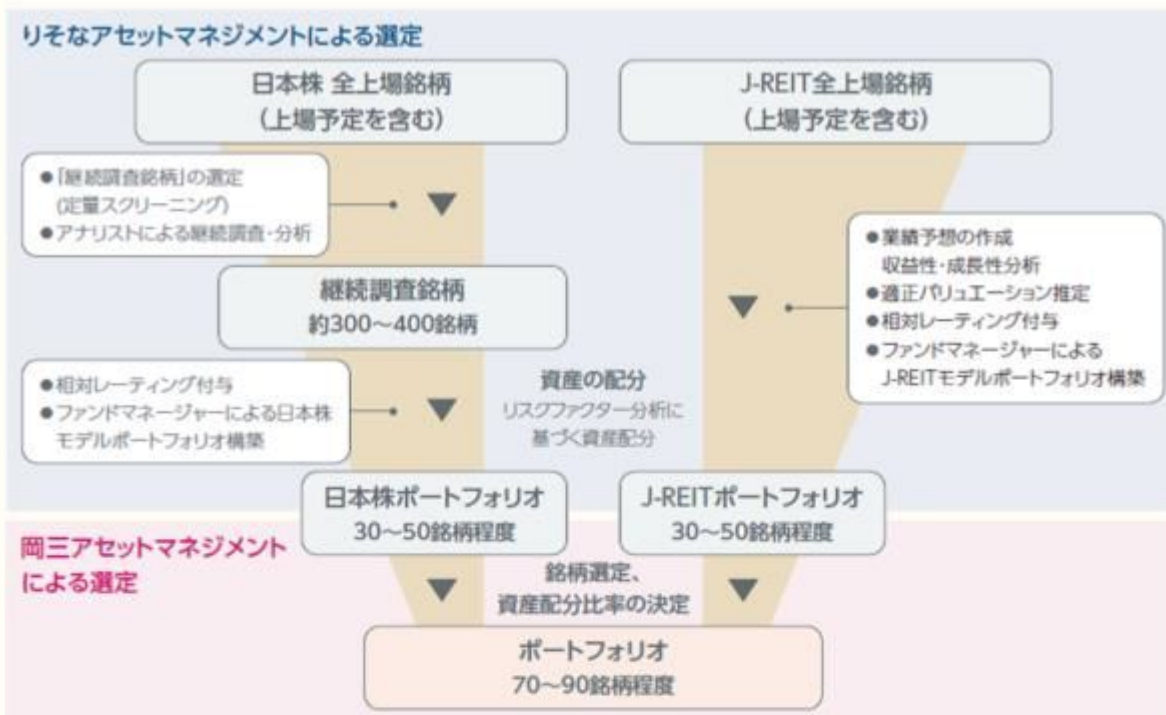 りそなアセットマネジメントによる選定
日本株 全上場銘柄
(上場予定を含む)
J-REIT全上場銘柄
(上場予定を含む)
●「継続調査銘柄」の選定
(定量スクリーニング)
●アナリストによる継続調査・分析
▼
継続調査銘柄
約300～400銘柄
●業績予想の作成
収益性・成長性分析
●適正バリュエーション推定
●相対レーティング付与
●ファンドマネージャーによる
J-REITモデルポートフォリオ構築
▼
●相対レーティング付与
●ファンドマネージャーによる日本株
モデルポートフォリオ構築
▼
資産の配分
リスクファクター分析に
基づく資産配分
日本株ポートフォリオ
30～50銘柄程度
J-REITポートフォリオ
30～50銘柄程度
岡三アセットマネジメント
による選定
▼
銘柄選定、
資産配分比率の決定
▼
ポートフォリオ
70～90銘柄程度